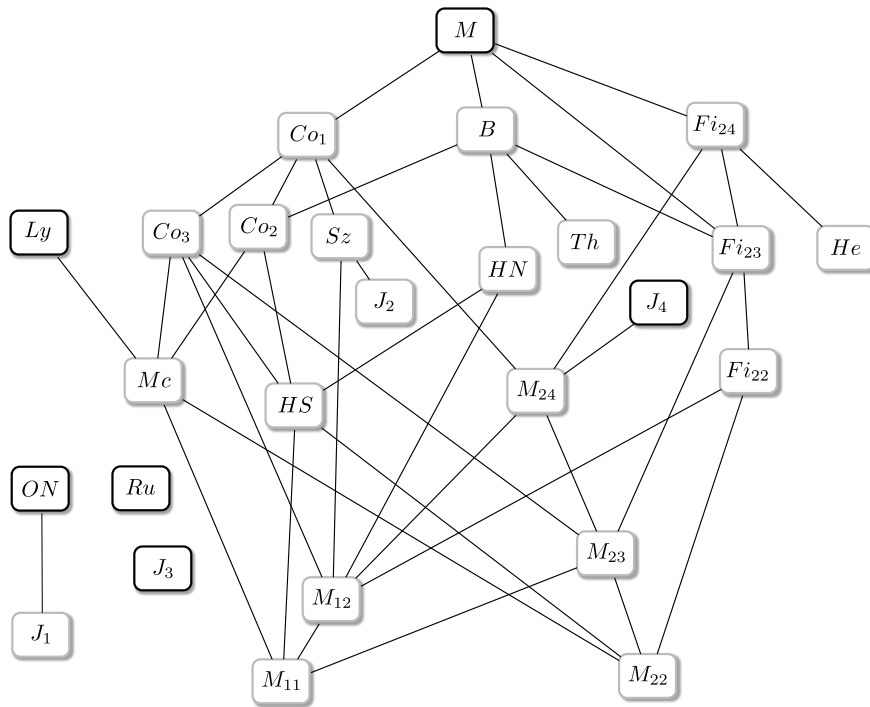 M
Co₁
B
Fi₂₄
Ly
Co₃
Co₂
Sz
Th
Fi₂₃
He
HN
J₂
J₄
Mc
HS
M₂₄
Fi₂₂
ON
Ru
J₃
M₂₃
M₁₂
J₁
M₁₁
M₂₂